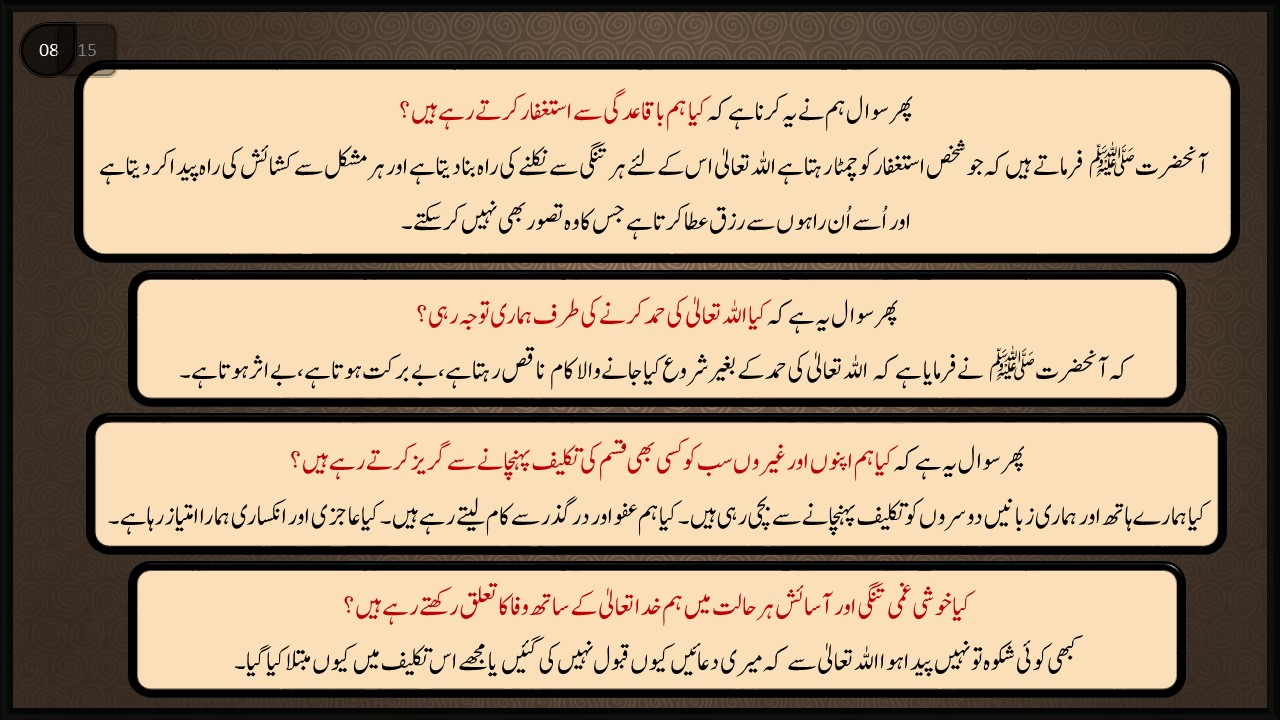 08 15
پھر سوال ہم نے یہ کرنا ہے کہ کیا ہم باقاعدگی سے استغفار کرتے رہے ہیں؟
آنحضرت ﷺ فرماتے ہیں کہ جو شخص استغفار کو چمٹا رہتا ہے اللہ تعالیٰ اس کے لئے ہر تنگی سے نکلنے کی راہ بنا دیتا ہے اور ہر مشکل سے کشائش کی راہ پیدا کر دیتا ہے
اور اُسے اُن راہوں سے رزق عطا کرتا ہے جس کا وہ تصور بھی نہیں کر سکتے۔
پھر سوال یہ ہے کہ کیا اللہ تعالیٰ کی حمد کرنے کی طرف ہماری توجہ رہی؟
کہ آنحضرت ﷺ نے فرمایا ہے کہ اللہ تعالیٰ کی حمد کے بغیر شروع کیا جانے والا کام ناقص رہتا ہے، بے برکت ہوتا ہے، بے اثر ہوتا ہے۔
پھر سوال یہ ہے کہ کیا ہم اپنوں اور غیروں سب کو کسی بھی قسم کی تکلیف پہنچانے سے گریز کرتے رہے ہیں؟
کیا ہمارے ہاتھ اور ہماری زبانیں دوسروں کو تکلیف پہنچانے سے بچی رہی ہیں۔ کیا ہم عفو اور درگذر سے کام لیتے رہے ہیں۔ کیا عاجزی اور انکساری ہمارا امتیاز رہا ہے۔
کیا خوشی غمی تنگی اور آسائش ہر حالت میں ہم خدا تعالیٰ کے ساتھ وفا کا تعلق رکھتے رہے ہیں؟
کبھی کوئی شکوہ تو نہیں پیدا ہوا اللہ تعالیٰ سے کہ میری دعائیں کیوں قبول نہیں کی گئیں یا مجھے اس تکلیف میں کیوں مبتلا کیا گیا۔